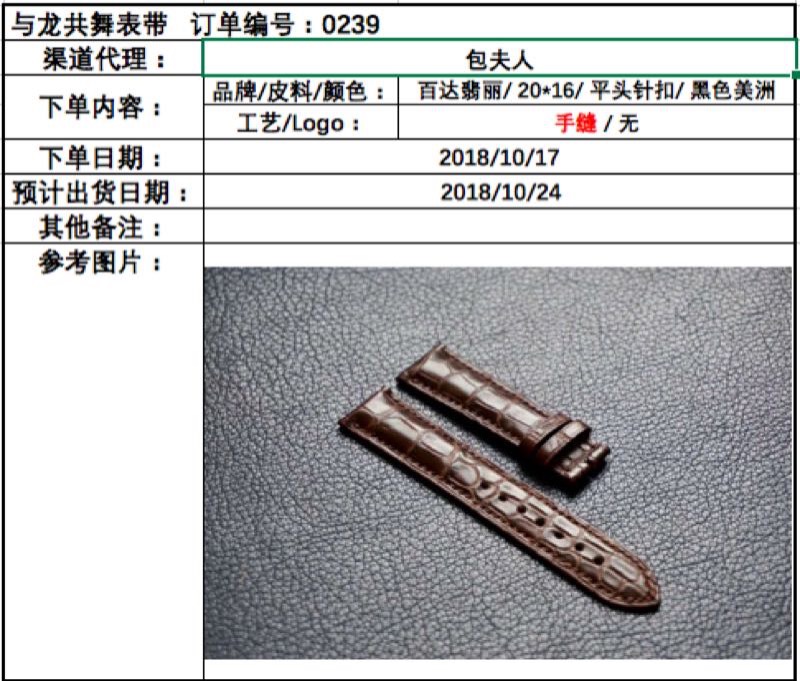 与龙共舞表带 订单编号：0239
渠道代理： 包夫人
下单内容：
品牌/皮料/颜色： 百达翡丽/ 20*16/ 平头针扣/ 黑色美洲
工艺/Logo： 手缝 / 无
下单日期： 2018/10/17
预计出货日期： 2018/10/24
其他备注：
参考图片：